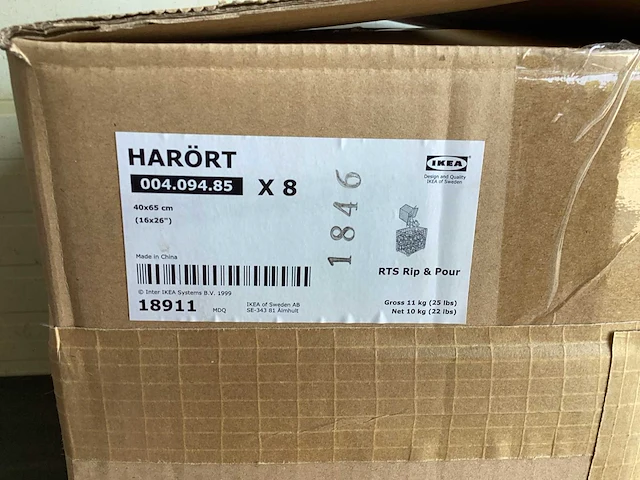 HARÖRT
004.094.85 X 8
40x65 cm
(16x26")
1846
IKEA
Design and Quality
IKEA of Sweden
RTS Rip & Pour
Made in China
© Inter IKEA Systems B.V. 1999
18911 MDQ
IKEA of Sweden AB
SE-343 81 Älmhult
Gross 11 kg (25 lbs)
Net 10 kg (22 lbs)